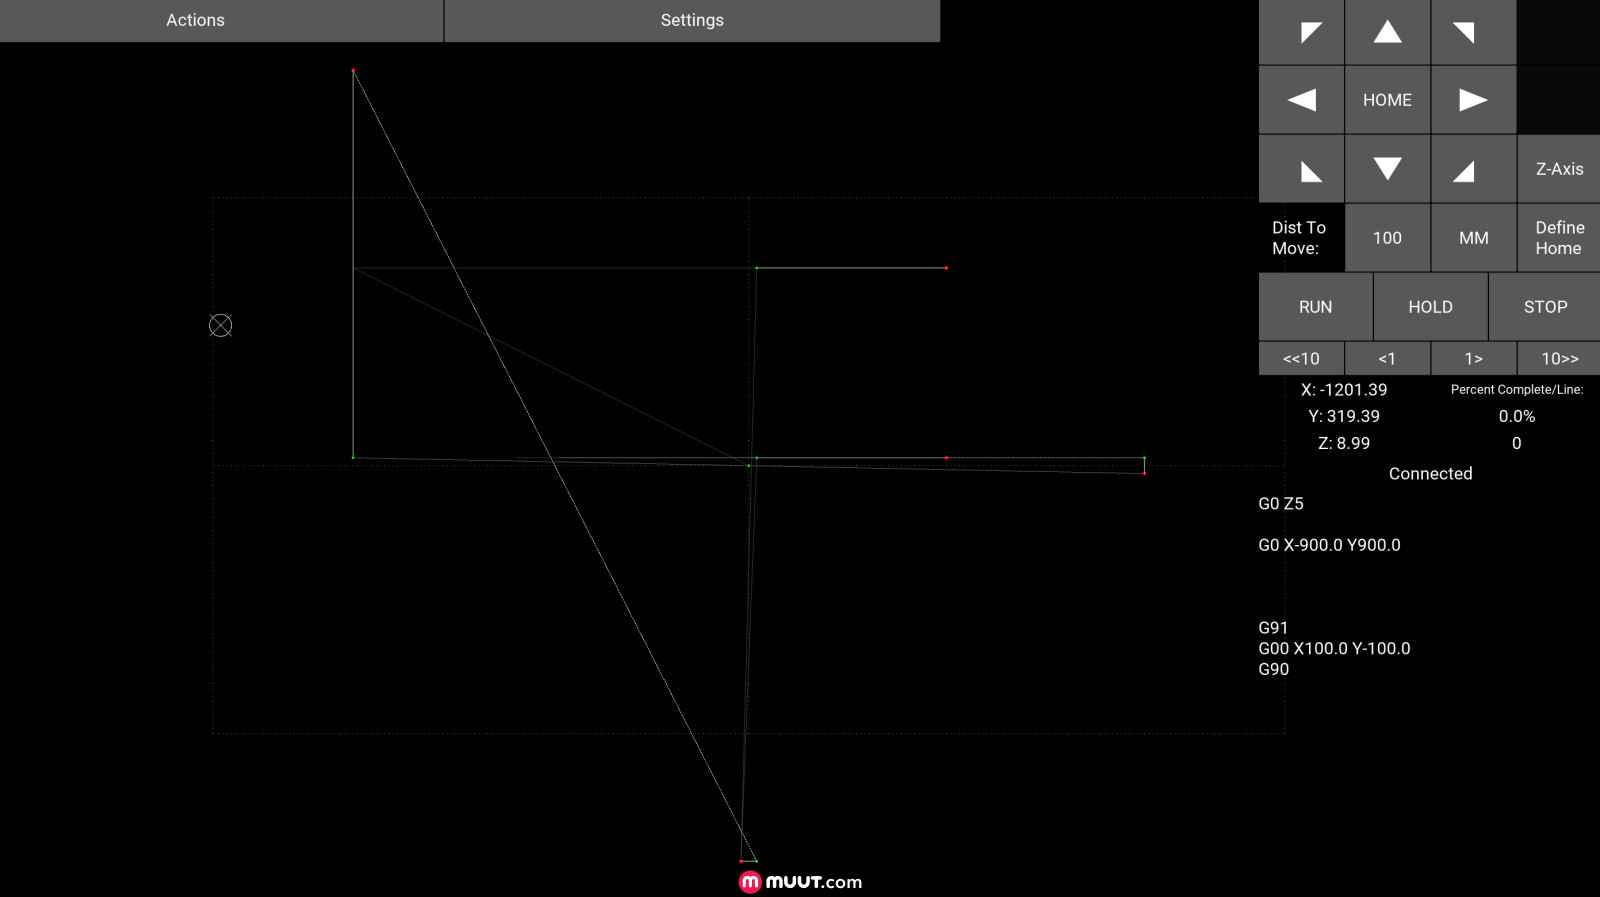 Actions
Settings
HOME
Z-Axis
Dist To
Move:
100
MM
Define
Home
RUN
HOLD
STOP
<<10
<1
1>
10>>
X: -1201.39
Percent Complete/Line:
Y: 319.39
0.0%
Z: 8.99
0
Connected
G0 Z5
G0 X-900.0 Y900.0
G91
G00 X100.0 Y-100.0
G90
m muut.com